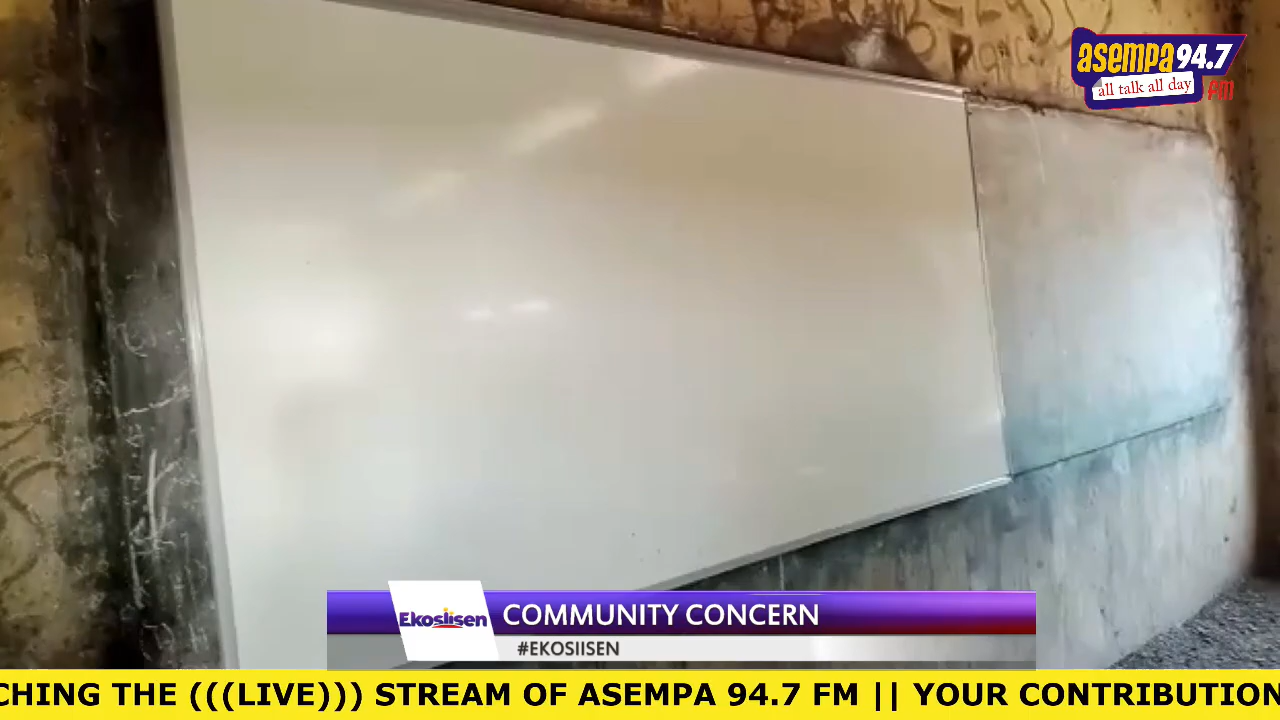 asempa 94.7
all talk all day FM
Ekosiisen
COMMUNITY CONCERN
#EKOSIISEN
CHING THE (((LIVE))) STREAM OF ASEMPA 94.7 FM || YOUR CONTRIBUTION